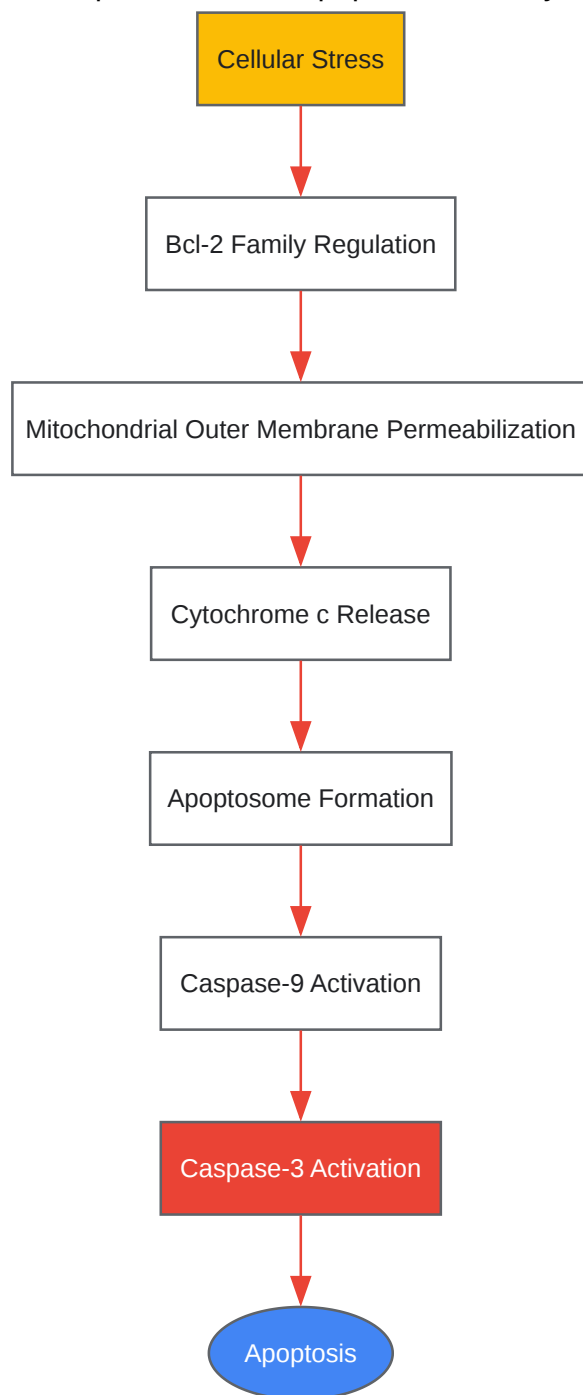 Cellular Stress
Bcl-2 Family Regulation
Mitochondrial Outer Membrane Permeabilization
Cytochrome c Release
Apoptosome Formation
Caspase-9 Activation
Caspase-3 Activation
Apoptosis